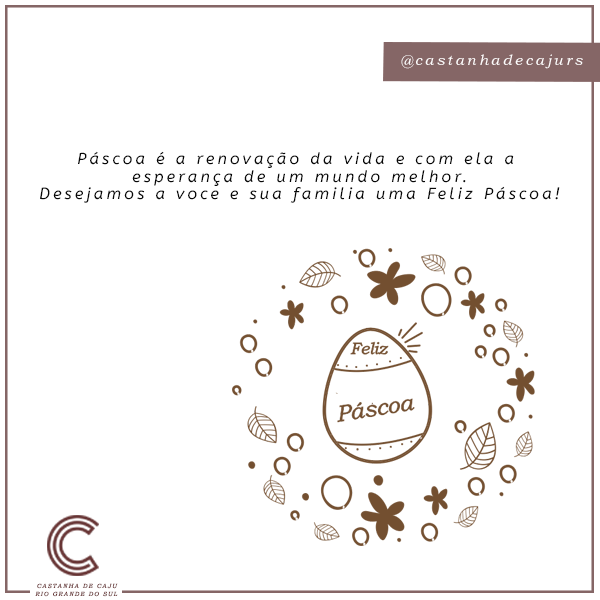 @castanhadecajurs
Páscoa é a renovação da vida e com ela a
esperança de um mundo melhor.
Desejamos a voce e sua familia uma Feliz Páscoa!
Feliz
Páscoa
CASTANHA DE CAJU
RIO GRANDE DO SUL